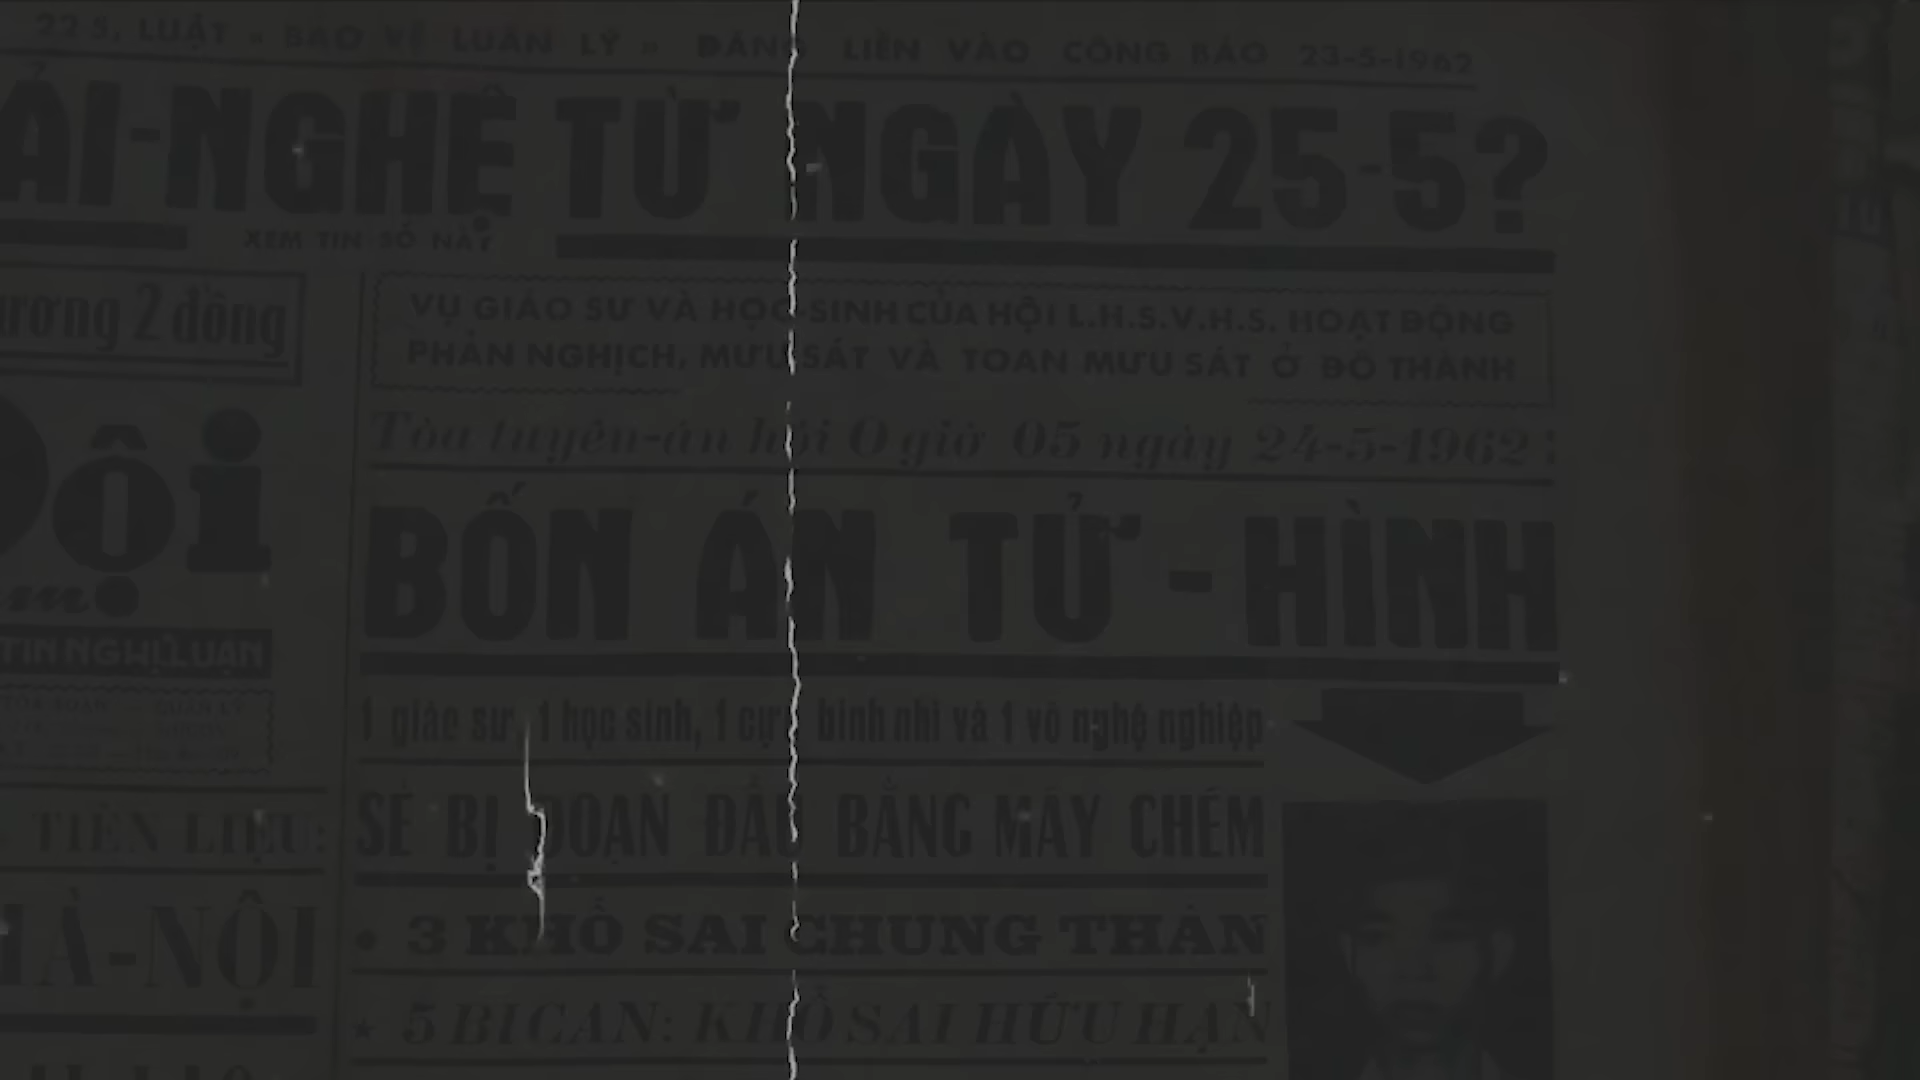 22 5, LUẬT « BẢO VỆ LUÂN LÝ » ĐĂNG LIỀN VÀO CÔNG BÁO 23-5-1962
ẢI-NGHỆ TỪ NGÀY 25-5?
XEM TIN SỐ NÀY
ương 2 đồng
VỤ GIÁO SƯ VÀ HỌC-SINH CỦA HỘI L.H.S.V.H.S. HOẠT ĐỘNG
PHẢN NGHỊCH, MƯU SÁT VÀ TOAN MƯU SÁT Ở ĐÔ THÀNH
Tòa tuyên-án hồi 0 giờ 05 ngày 24-5-1962 :
ội
BỐN ÁN TỬ - HÌNH
TIN NGHỊ LUẬN
1 giáo sư, 1 học sinh, 1 cựu binh nhì và 1 vô nghề nghiệp
SẼ BỊ ĐOẠN ĐẦU BẰNG MÁY CHÉM
TIỀN LIỆU:
• 3 KHỔ SAI CHUNG THÂN
HÀ-NỘI
★ 5 BỊ CAN: KHỔ SAI HỮU HẠN